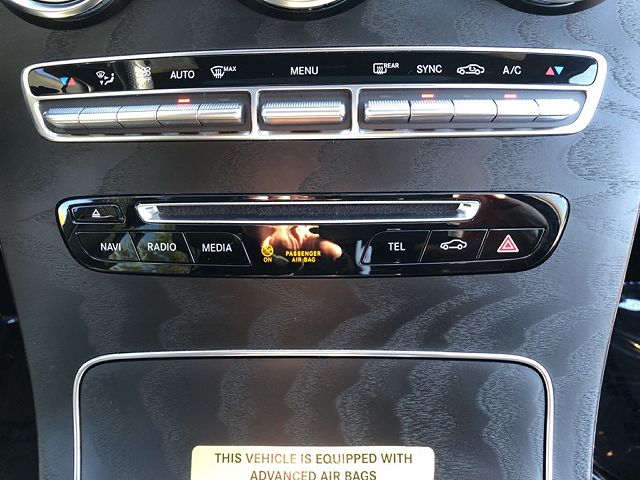 AUTO MAX MENU REAR SYNC A/C
NAVI RADIO MEDIA
ON
PASSENGER
AIR BAG
TEL
THIS VEHICLE IS EQUIPPED WITH
ADVANCED AIR BAGS